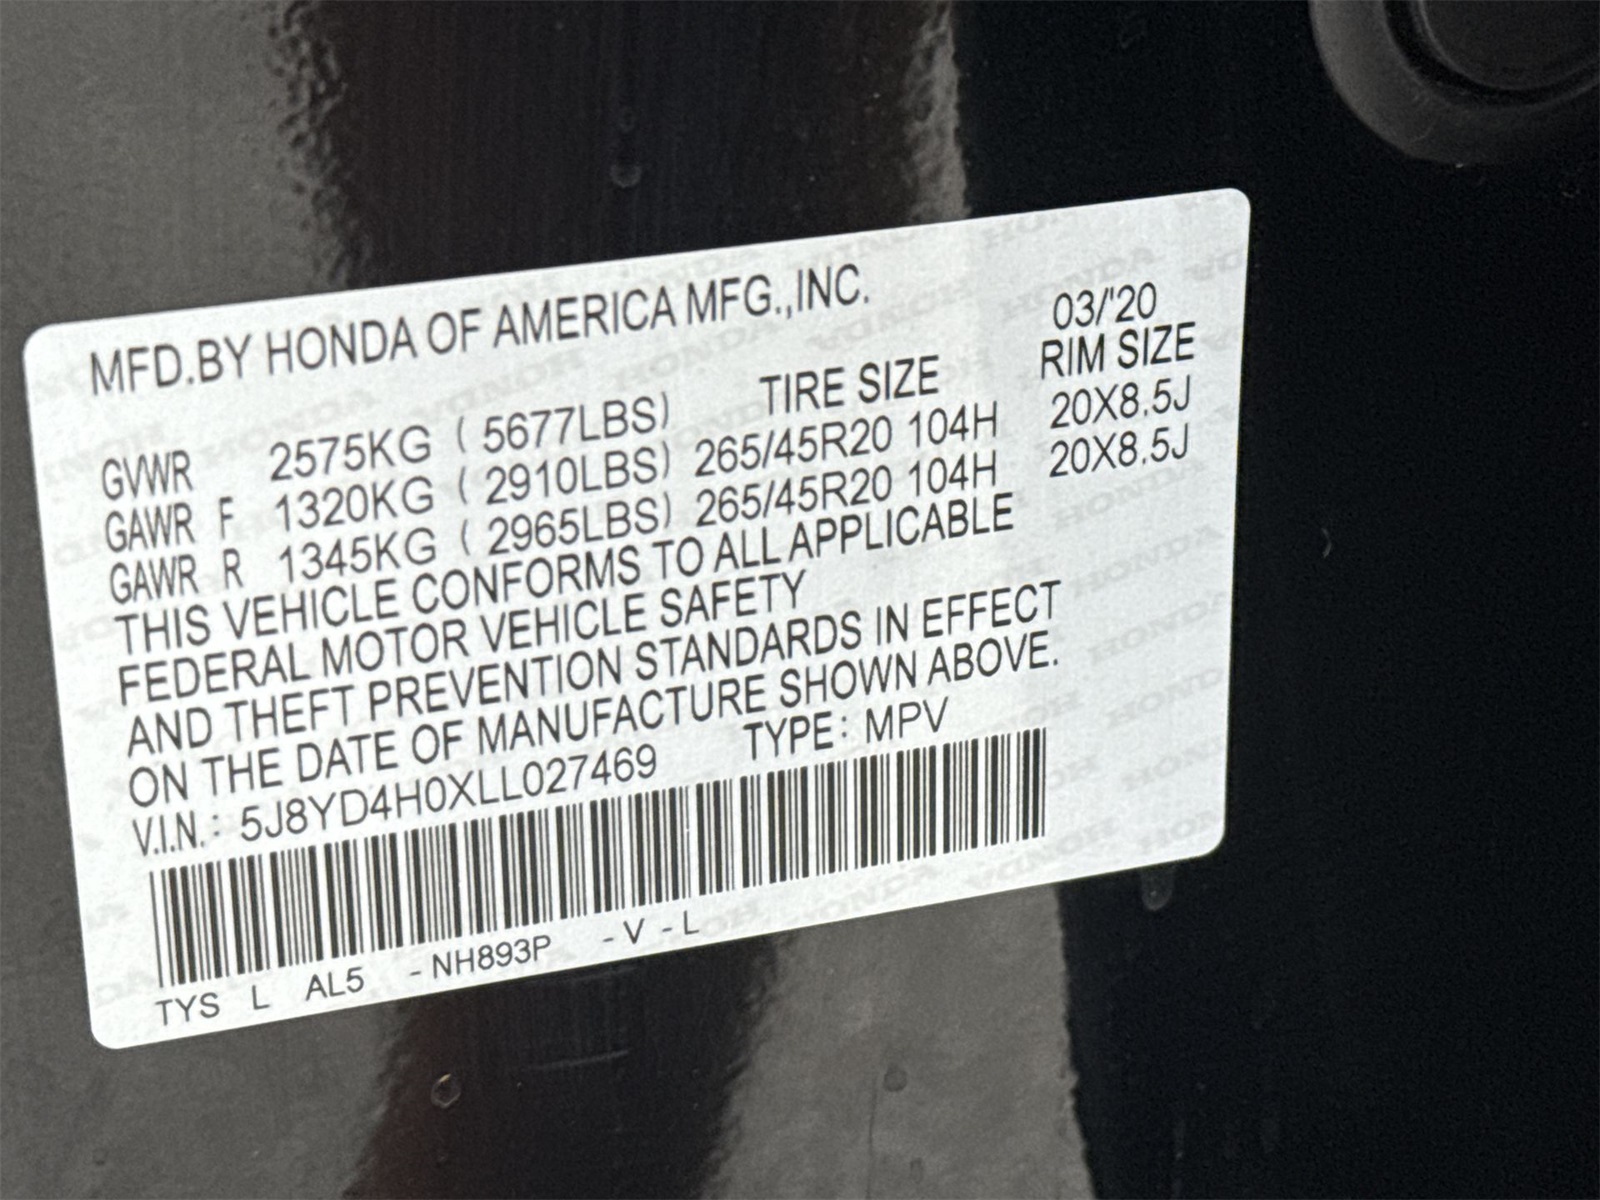 MFD.BY HONDA OF AMERICA MFG.,INC. 03/'20
TIRE SIZE RIM SIZE
GVWR 2575KG ( 5677LBS)
GAWR F 1320KG ( 2910LBS) 265/45R20 104H 20X8.5J
GAWR R 1345KG ( 2965LBS) 265/45R20 104H 20X8.5J
THIS VEHICLE CONFORMS TO ALL APPLICABLE
FEDERAL MOTOR VEHICLE SAFETY
AND THEFT PREVENTION STANDARDS IN EFFECT
ON THE DATE OF MANUFACTURE SHOWN ABOVE.
V.I.N.: 5J8YD4H0XLL027469 TYPE: MPV
TYS L AL5 -NH893P -V -L